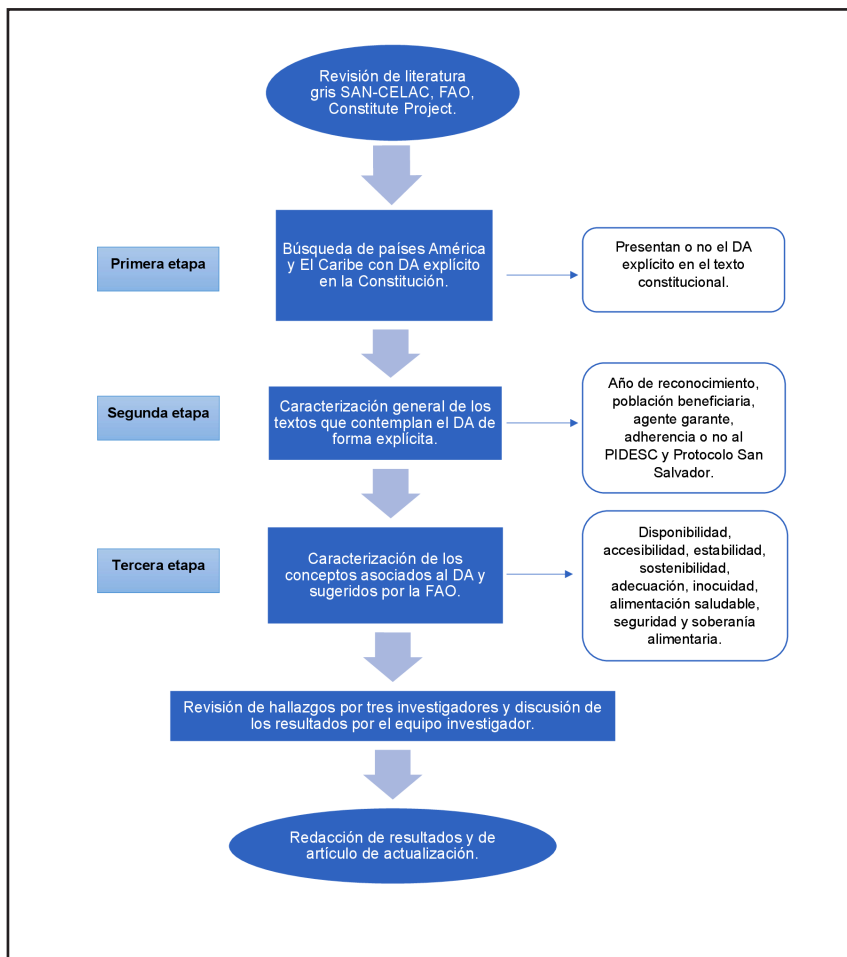 Revisión de literatura
gris SAN-CELAC, FAO,
Constitute Project.
Primera etapa
Búsqueda de países América
y El Caribe con DA explícito
en la Constitución.
Presentan o no el DA
explícito en el texto
constitucional.
Segunda etapa
Caracterización general de los
textos que contemplan el DA de
forma explícita.
Año de reconocimiento,
población beneficiaria,
agente garante,
adherencia o no al
PIDESC y Protocolo San
Salvador.
Tercera etapa
Caracterización de los
conceptos asociados al DA y
sugeridos por la FAO.
Disponibilidad,
accesibilidad, estabilidad,
sostenibilidad,
adecuación, inocuidad,
alimentación saludable,
seguridad y soberanía
alimentaria.
Revisión de hallazgos por tres investigadores y discusión de
los resultados por el equipo investigador.
Redacción de resultados y de
artículo de actualización.